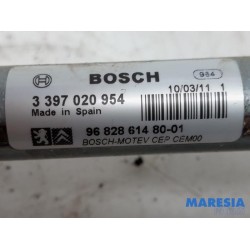 BOSCH
984
3 397 020 954
10/03/11 1
Made in Spain
96 828 614 80-01
BOSCH-MOTEV CEP CEM00
MARESIA